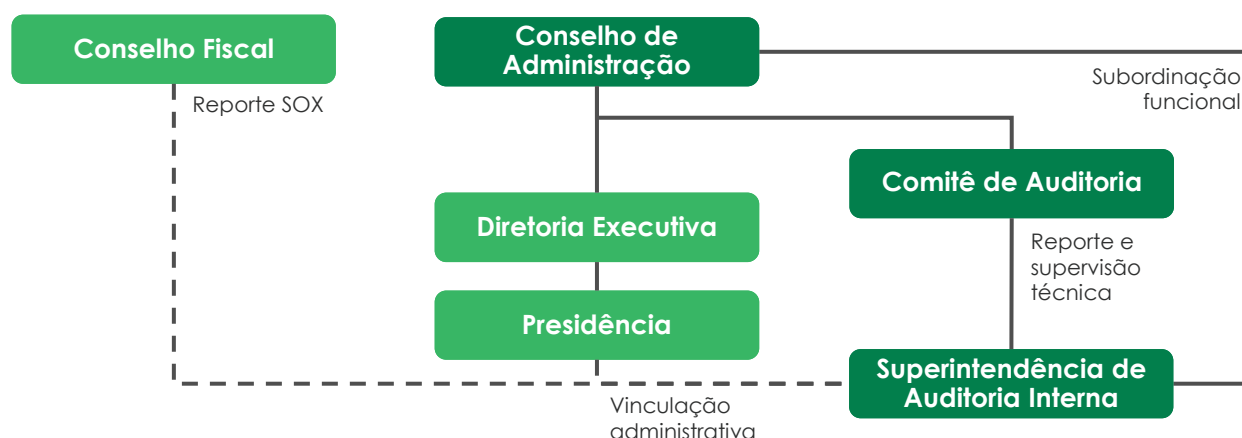 Conselho Fiscal
Reporte SOX
Conselho de
Administração
Subordinação
funcional
Comitê de Auditoria
Diretoria Executiva
Reporte e
supervisão
técnica
Presidência
Superintendência de
Auditoria Interna
Vinculação
administrativa